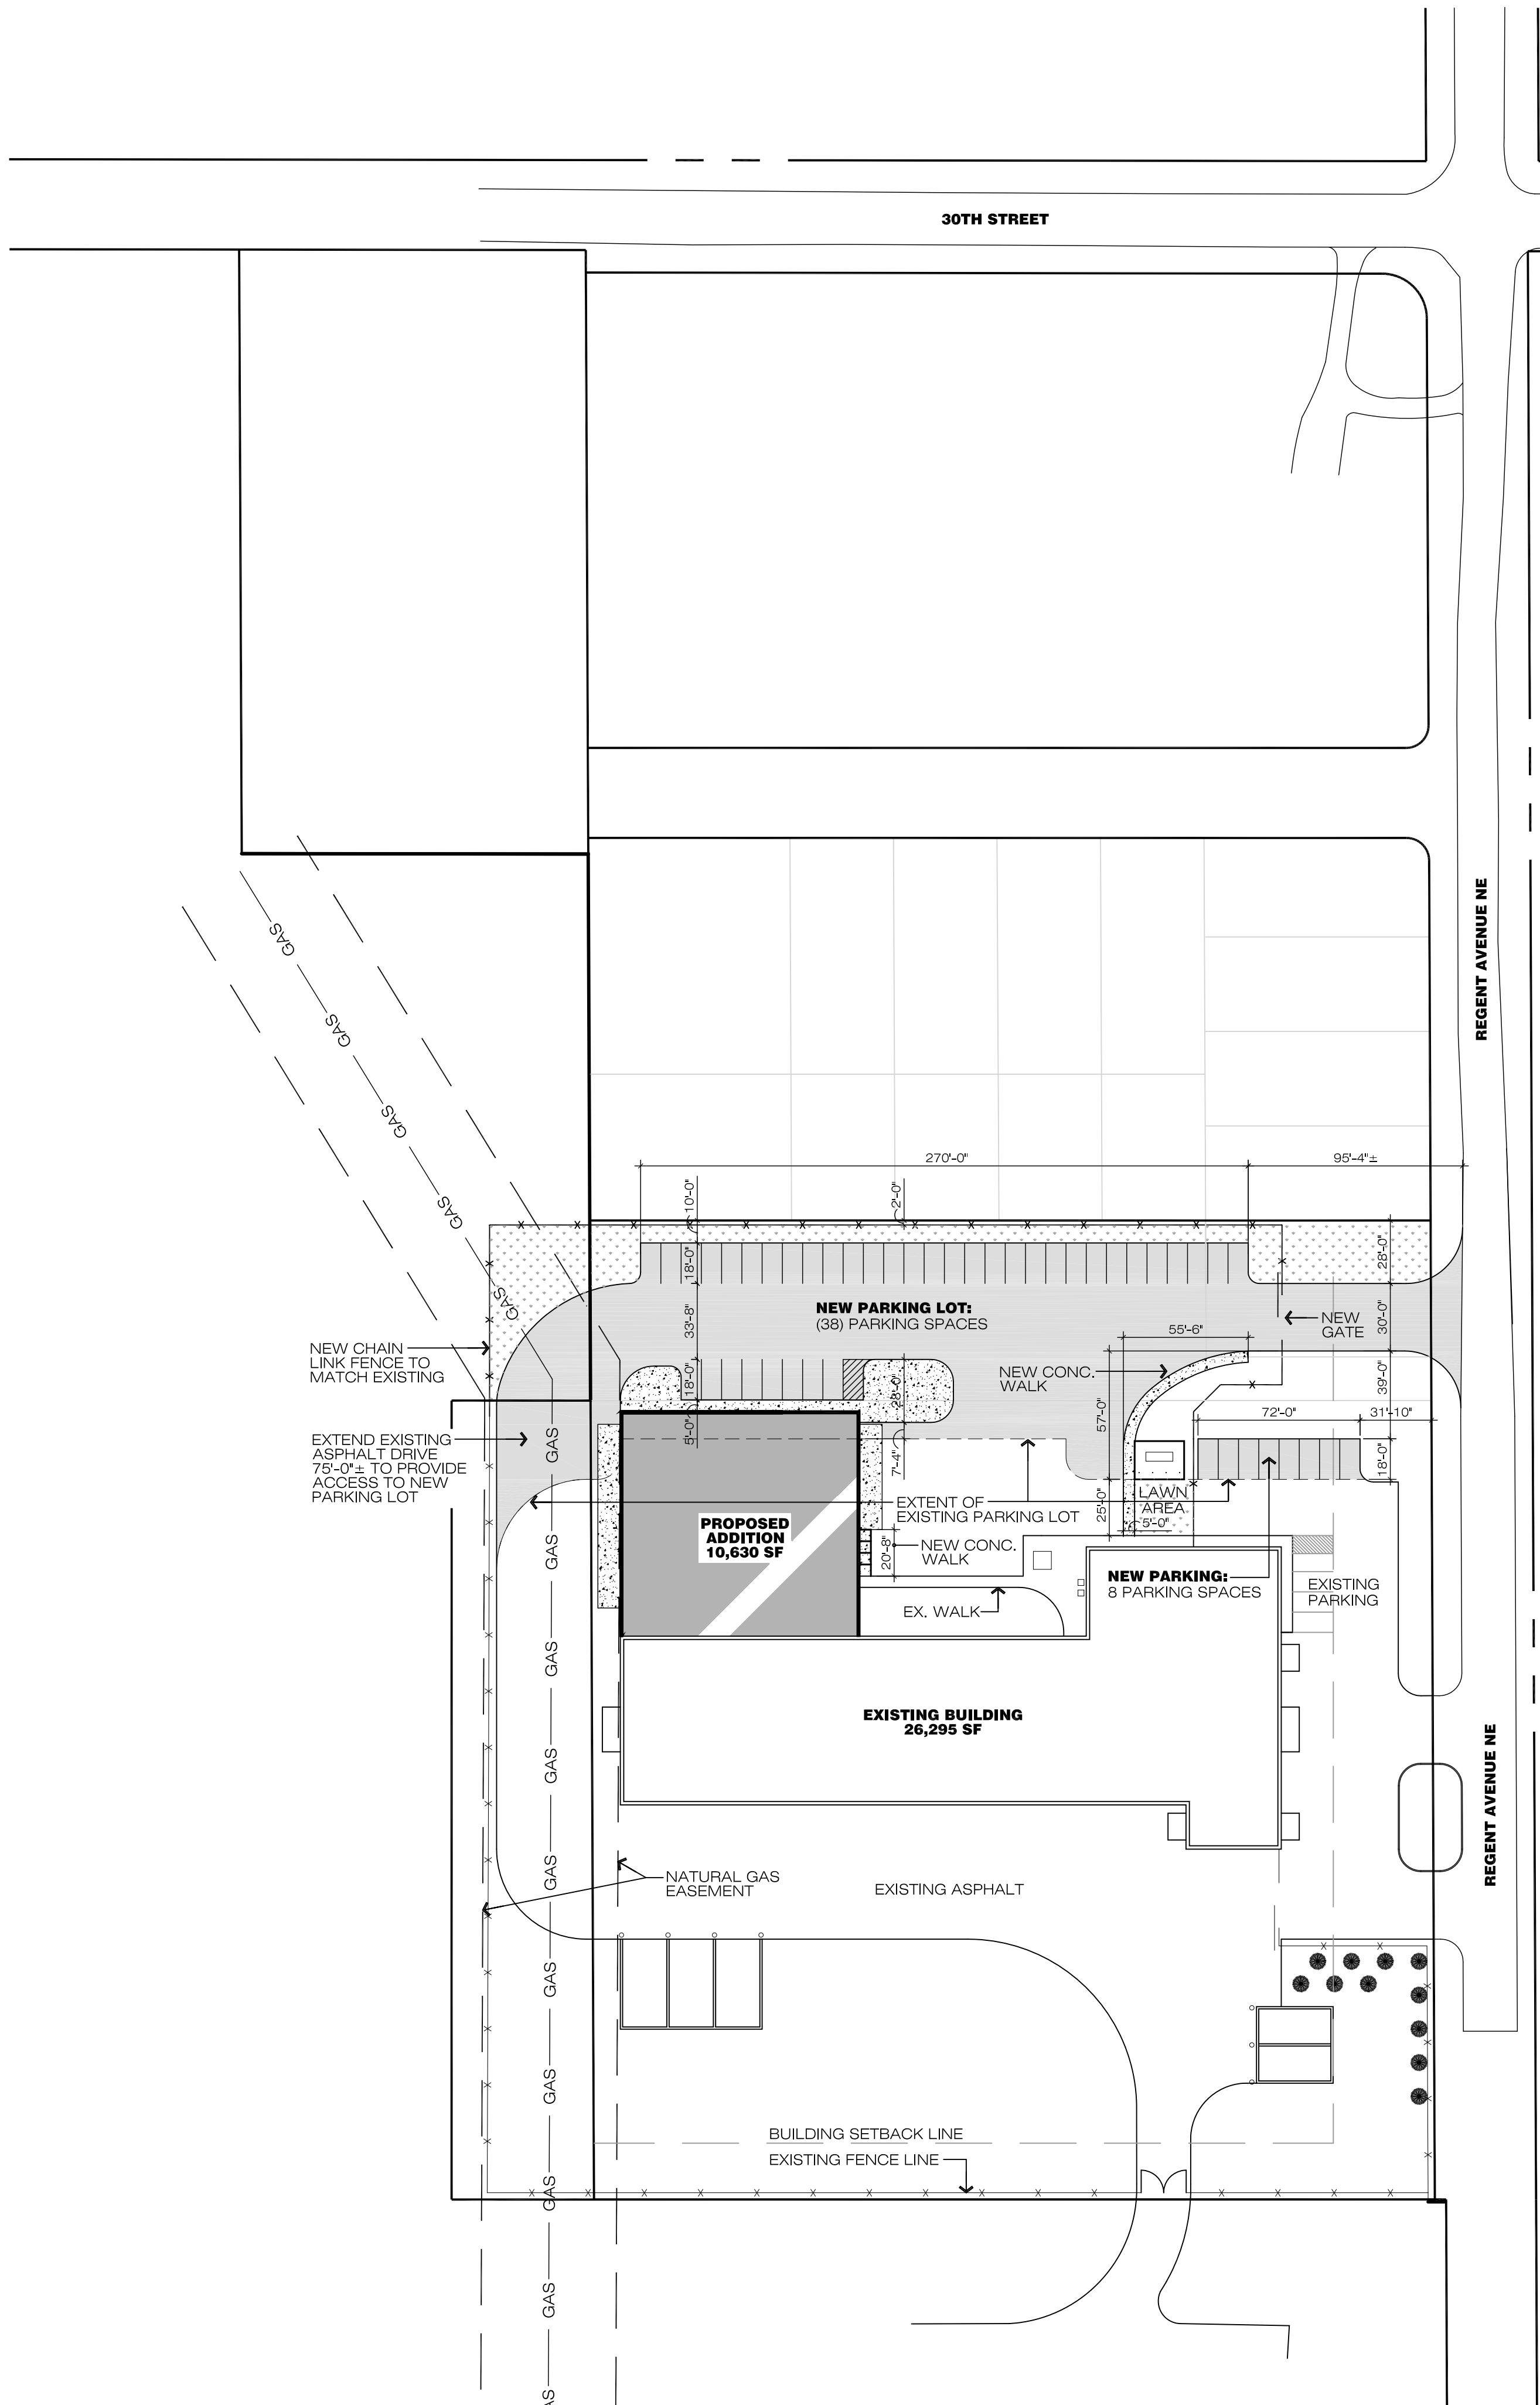 30TH STREET
REGENT AVENUE NE
GAS
GAS
GAS
GAS
GAS
270'-0"
95'-4"±
10'-0"
2'-0"
18'-0"
28'-0"
NEW PARKING LOT:
(38) PARKING SPACES
33'-8"
NEW
GATE
30'-0"
55'-6"
NEW CHAIN
LINK FENCE TO
MATCH EXISTING
NEW CONC.
WALK
18'-0"
28'-0"
39'-0"
57'-0"
72'-0"
31'-10"
5'-0"
EXTEND EXISTING
ASPHALT DRIVE
75'-0"± TO PROVIDE
ACCESS TO NEW
PARKING LOT
GAS
7'-4"
18'-0"
LAWN
AREA
EXTENT OF
EXISTING PARKING LOT
25'-0"
5'-0"
PROPOSED
ADDITION
10,630 SF
20'-8"
NEW CONC.
WALK
GAS
NEW PARKING:
8 PARKING SPACES
EXISTING
PARKING
EX. WALK
GAS
EXISTING BUILDING
26,295 SF
GAS
REGENT AVENUE NE
GAS
NATURAL GAS
EASEMENT
EXISTING ASPHALT
GAS
GAS
BUILDING SETBACK LINE
EXISTING FENCE LINE
GAS
GAS
AS